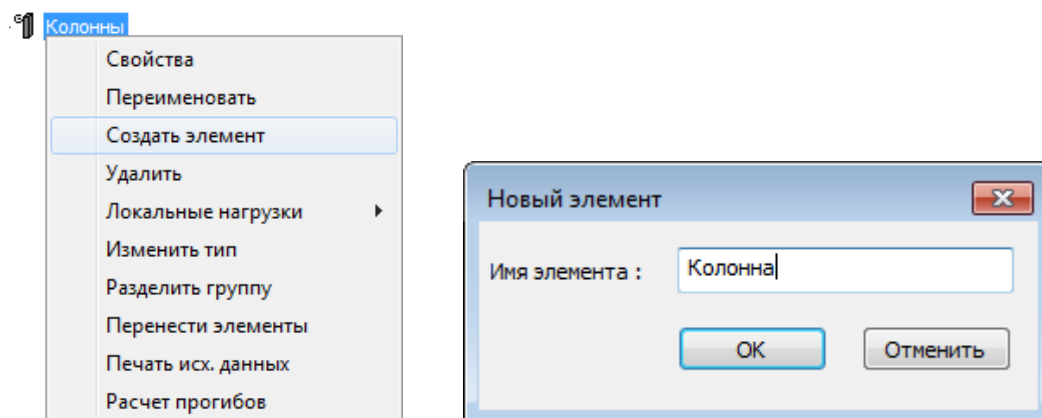 Колонны
Свойства
Переименовать
Создать элемент
Удалить
Локальные нагрузки
Изменить тип
Разделить группу
Перенести элементы
Печать исх. данных
Расчет прогибов
Новый элемент
Имя элемента : Колонна
OK Отменить